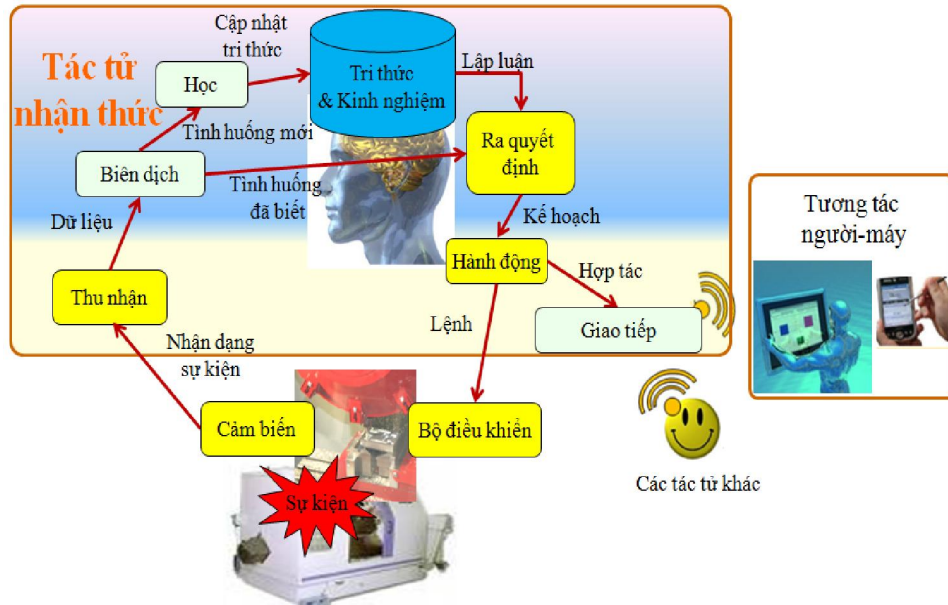 Cập nhật
tri thức
Tác tử
nhận thức
Học
Tri thức
& Kinh nghiệm
Lập luận
Tình huống mới
Ra quyết
định
Biên dịch
Tình huống
đã biết
Dữ liệu
Kế hoạch
Tương tác
người-máy
Hành động
Thu nhận
Hợp tác
Lệnh
Giao tiếp
Nhận dạng
sự kiện
Cảm biến
Bộ điều khiển
Các tác tử khác
Sự kiện